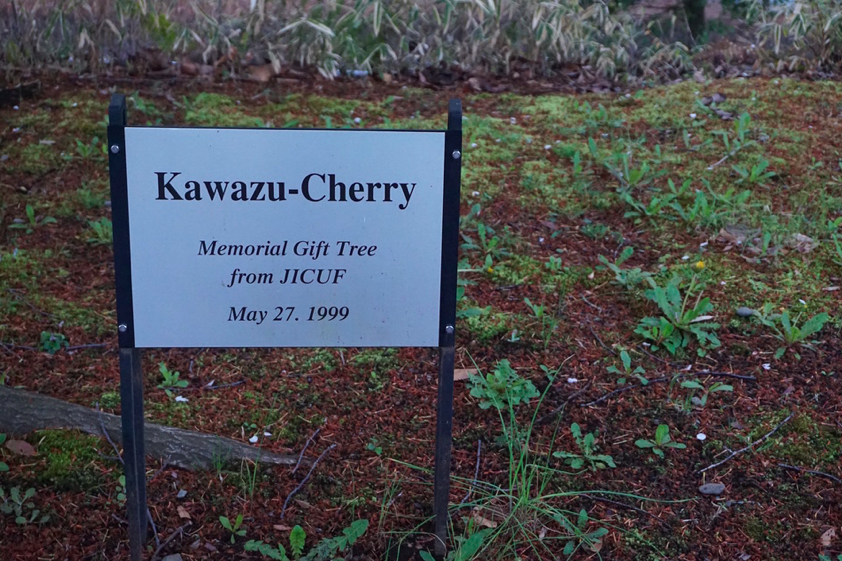 Kawazu-Cherry
Memorial Gift Tree
from JICUF
May 27. 1999